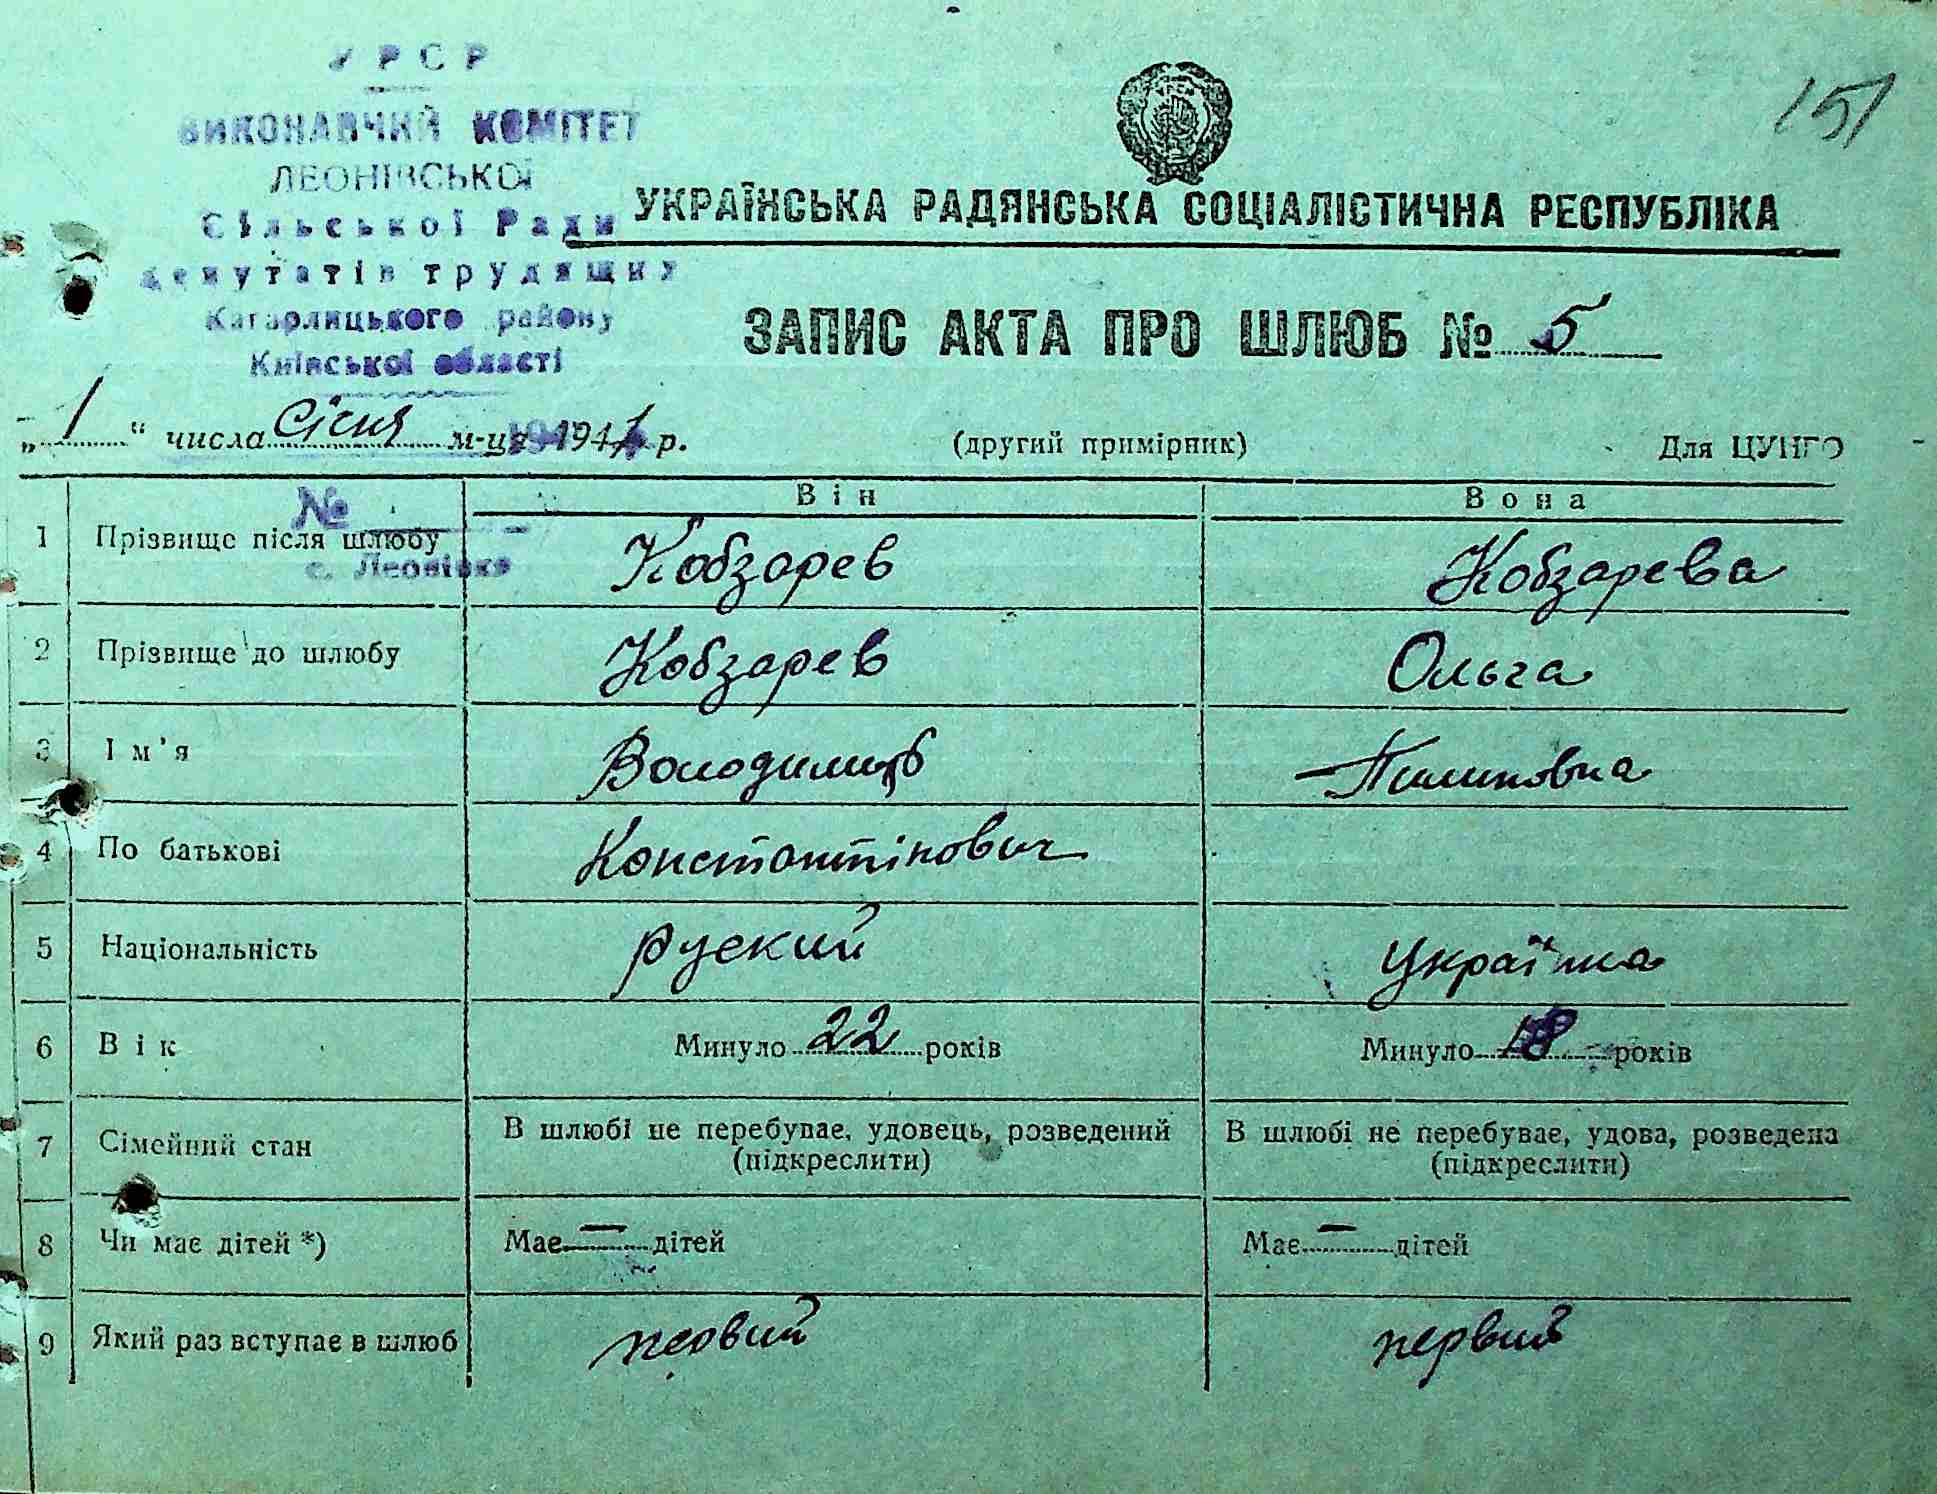 УРСР
ВИКОНАВЧИЙ КОМІТЕТ
ЛЕОНІВСЬКОЇ
Сільської Ради
депутатів трудящих
Кагарлицького району
Київської області
151
УКРАЇНСЬКА РАДЯНСЬКА СОЦІАЛІСТИЧНА РЕСПУБЛІКА
ЗАПИС АКТА ПРО ШЛЮБ № 5
„ 1 “ числа січня м-ця 194 р.
(другий примірник)
Для ЦУНГО
№
с. Леонівка
Він
Вона
1 Прізвище після шлюбу Кобзарев Кобзарева
2 Прізвище до шлюбу Кобзарев Ольга
3 Ім'я Володимир
4 По батькові Константінович
5 Національність руский українка
6 Вік Минуло 22 років Минуло 18 років
7 Сімейний стан В шлюбі не перебуває, удовець, розведений (підкреслити) В шлюбі не перебуває, удова, розведена (підкреслити)
8 Чи має дітей *) Має — дітей Має — дітей
9 Який раз вступає в шлюб первий первий